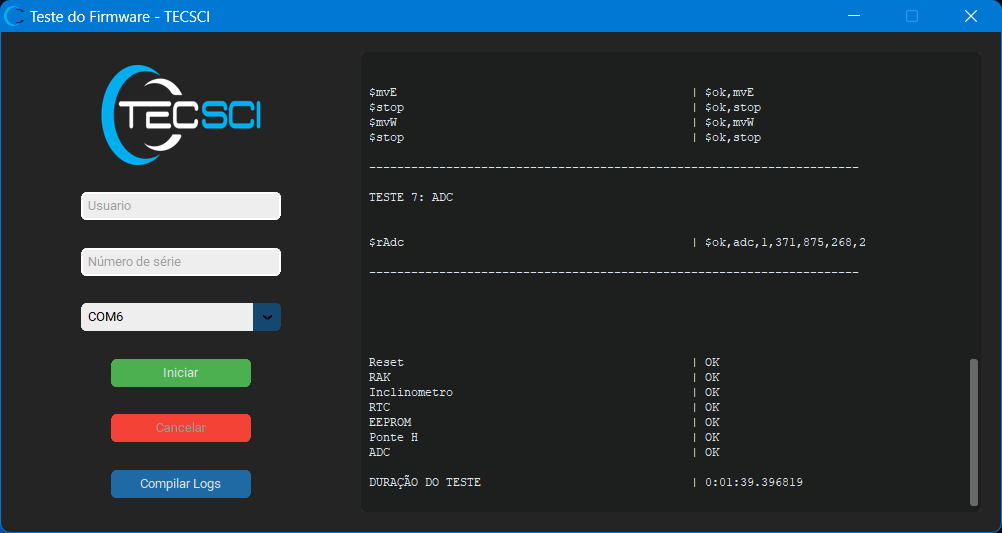 Teste do Firmware - TECSCI
TECSCI
Usuario
Número de série
COM6
Iniciar
Cancelar
Compilar Logs
$mvE | $ok,mvE
$stop | $ok,stop
$mvW | $ok,mvW
$stop | $ok,stop
----------------------------------------------------------------------
TESTE 7: ADC
$rAdc | $ok,adc,1,371,875,268,2
----------------------------------------------------------------------
Reset | OK
RAK | OK
Inclinometro | OK
RTC | OK
EEPROM | OK
Ponte H | OK
ADC | OK
DURAÇÃO DO TESTE | 0:01:39.396819